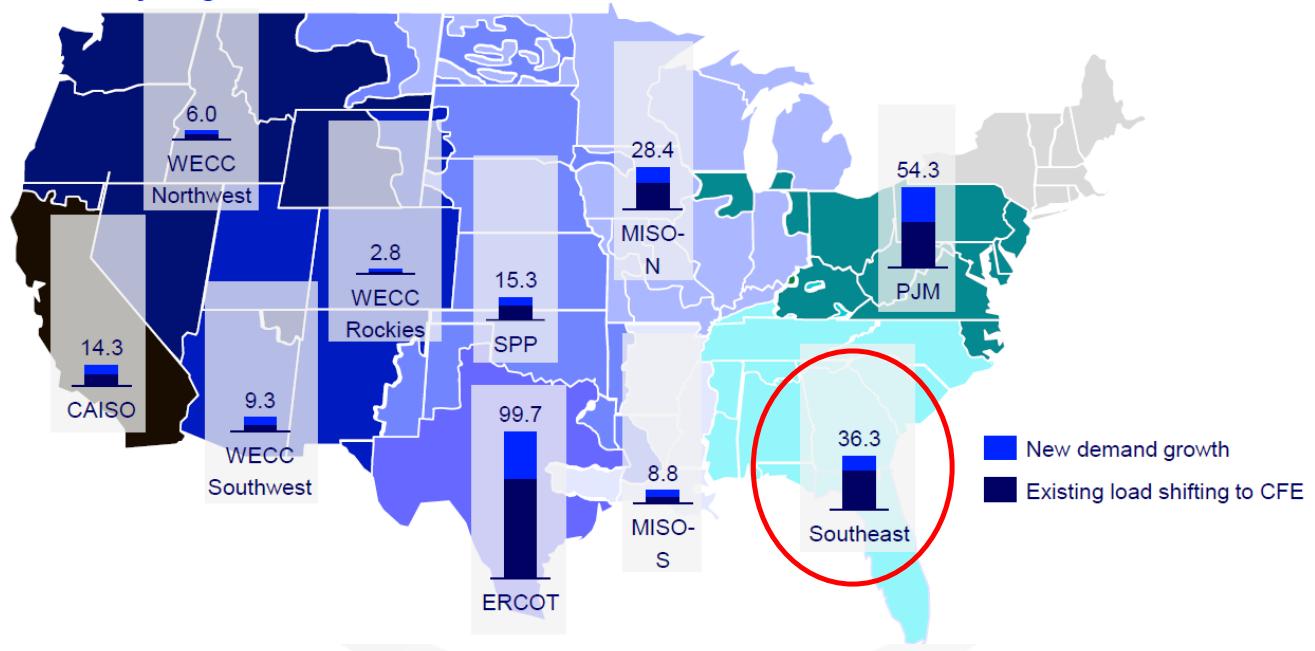 6.0
WECC
Northwest
28.4
MISO-
N
54.3
PJM
2.8
WECC
Rockies
15.3
SPP
14.3
CAISO
9.3
WECC
Southwest
99.7
ERCOT
8.8
MISO-
S
36.3
Southeast
New demand growth
Existing load shifting to CFE